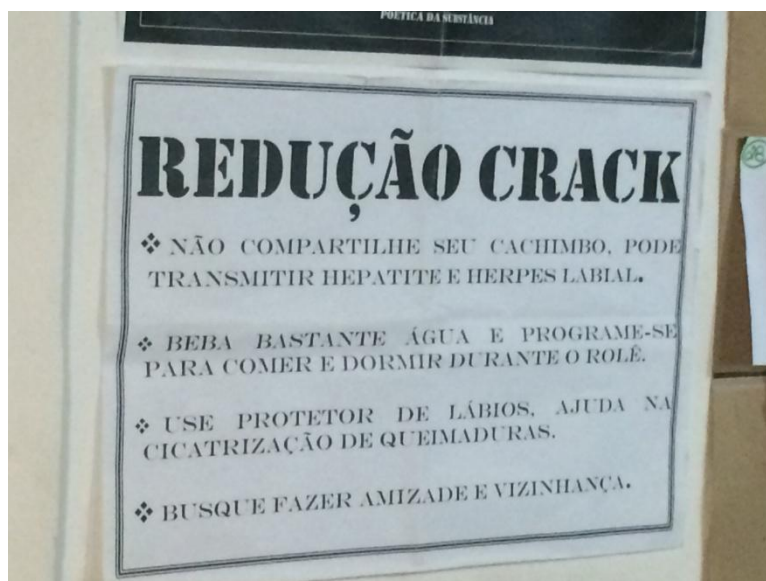 POÉTICA DA SUBSTÂNCIA
REDUÇÃO CRACK
❖ NÃO COMPARTILHE SEU CACHIMBO, PODE
TRANSMITIR HEPATITE E HERPES LABIAL.
❖ BEBA BASTANTE ÁGUA E PROGRAME-SE
PARA COMER E DORMIR DURANTE O ROLÊ.
❖ USE PROTETOR DE LÁBIOS, AJUDA NA
CICATRIZAÇÃO DE QUEIMADURAS.
❖ BUSQUE FAZER AMIZADE E VIZINHANÇA.